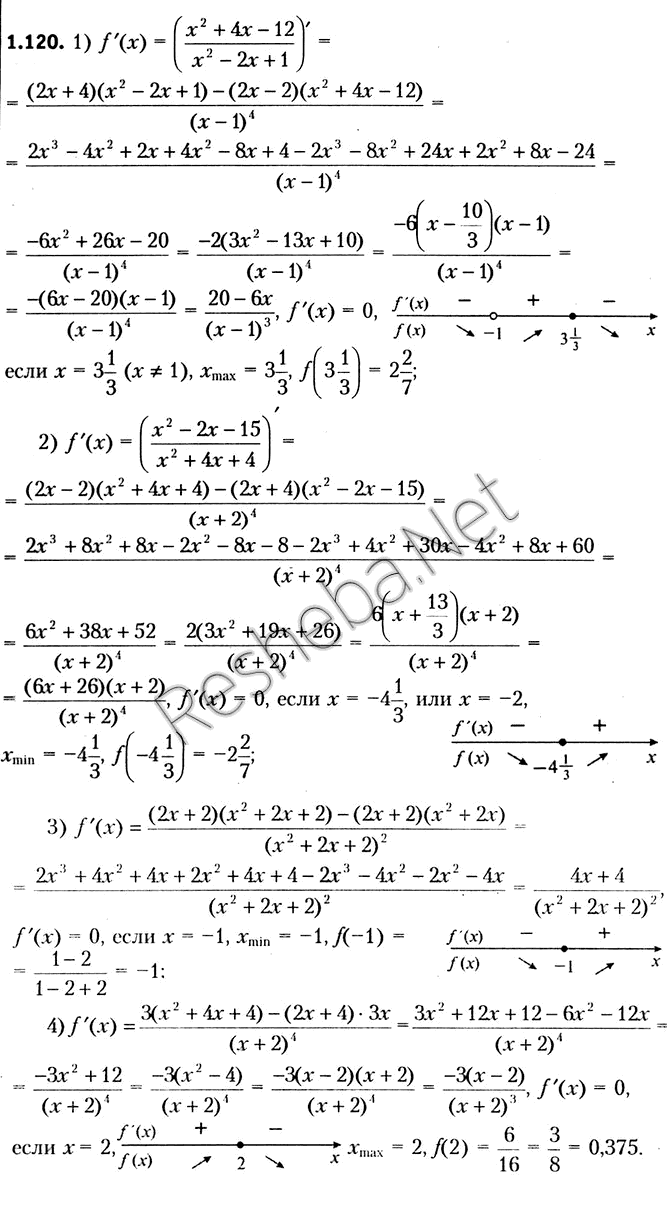 1.120. 1) f′(x) = ((x² + 4x − 12)/(x² − 2x + 1))′ =
= ((2x + 4)(x² − 2x + 1) − (2x − 2)(x² + 4x − 12))/(x − 1)⁴ =
= (2x³ − 4x² + 2x + 4x² − 8x + 4 − 2x³ − 8x² + 24x + 2x² + 8x − 24)/(x − 1)⁴ =
= (−6x² + 26x − 20)/(x − 1)⁴ = (−2(3x² − 13x + 10))/(x − 1)⁴ = (−6(x − 10/3)(x − 1))/(x − 1)⁴ =
= (−(6x − 20)(x − 1))/(x − 1)⁴ = (20 − 6x)/(x − 1)³, f′(x) = 0, f′(x) − + −
f(x) ↘ −1 ↗ 3 1/3 ↘ x
если x = 3 1/3 (x ≠ 1), xmax = 3 1/3, f(3 1/3) = 2 2/7;
2) f′(x) = ((x² − 2x − 15)/(x² + 4x + 4))′ =
= ((2x − 2)(x² + 4x + 4) − (2x + 4)(x² − 2x − 15))/(x + 2)⁴ =
= (2x³ + 8x² + 8x − 2x² − 8x − 8 − 2x³ + 4x² + 30x − 4x² + 8x + 60)/(x + 2)⁴ =
= (6x² + 38x + 52)/(x + 2)⁴ = (2(3x² + 19x + 26))/(x + 2)⁴ = (6(x + 13/3)(x + 2))/(x + 2)⁴ =
= ((6x + 26)(x + 2))/(x + 2)⁴, f′(x) = 0, если x = −4 1/3, или x = −2,
xmin = −4 1/3, f(−4 1/3) = −2 2/7;
f′(x) − +
f(x) ↘ −4 1/3 ↗ x
3) f′(x) = ((2x + 2)(x² + 2x + 2) − (2x + 2)(x² + 2x))/(x² + 2x + 2)² =
= (2x³ + 4x² + 4x + 2x² + 4x + 4 − 2x³ − 4x² − 2x² − 4x)/(x² + 2x + 2)² = (4x + 4)/(x² + 2x + 2)²,
f′(x) = 0, если x = −1, xmin = −1, f(−1) =
= (1 − 2)/(1 − 2 + 2) = −1:
f′(x) − +
f(x) ↘ −1 ↗ x
4) f′(x) = (3(x² + 4x + 4) − (2x + 4) · 3x)/(x + 2)⁴ = (3x² + 12x + 12 − 6x² − 12x)/(x + 2)⁴ =
= (−3x² + 12)/(x + 2)⁴ = (−3(x² − 4))/(x + 2)⁴ = (−3(x − 2)(x + 2))/(x + 2)⁴ = (−3(x − 2))/(x + 2)³, f′(x) = 0,
если x = 2, f′(x) + −
f(x) ↗ 2 ↘ x
xmax = 2, f(2) = 6/16 = 3/8 = 0,375.
Resheba.Net